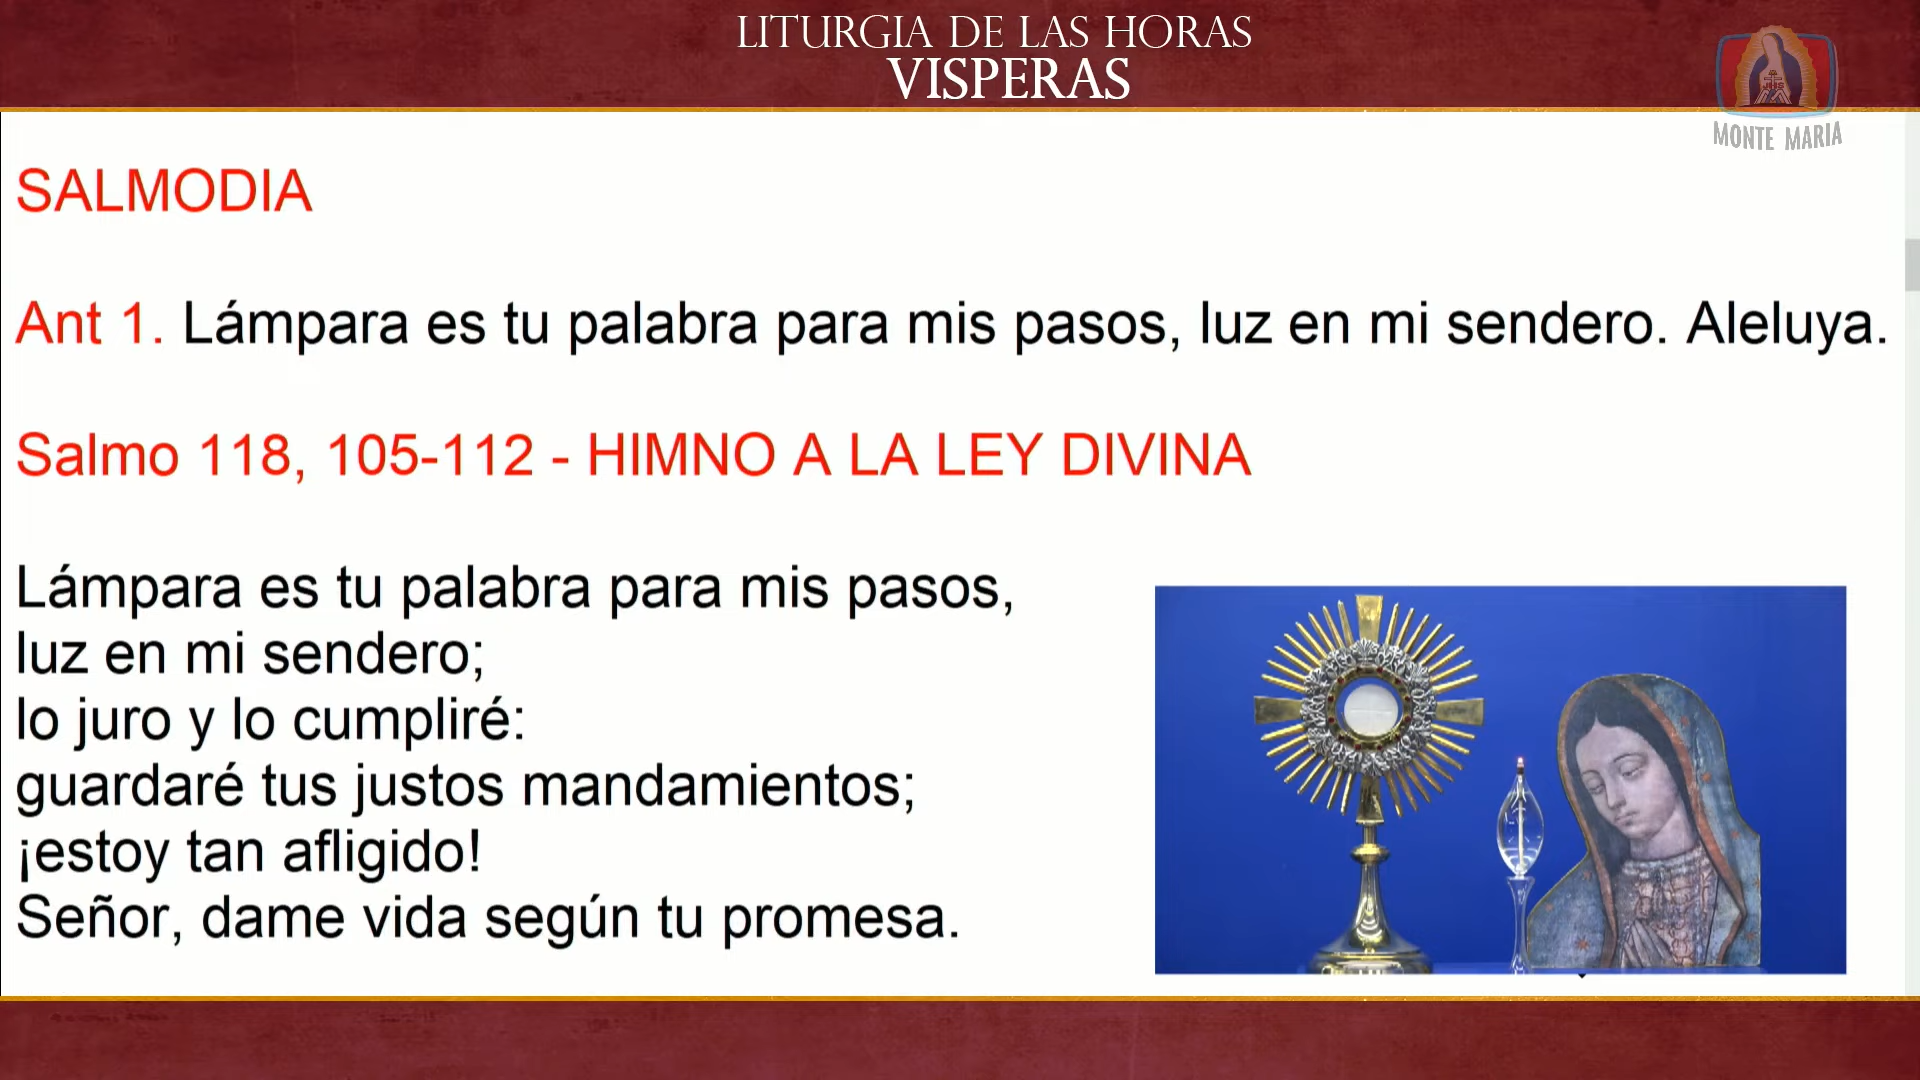 LITURGIA DE LAS HORAS
VISPERAS
MONTE MARIA
SALMODIA
Ant 1. Lámpara es tu palabra para mis pasos, luz en mi sendero. Aleluya.
Salmo 118, 105-112 - HIMNO A LA LEY DIVINA
Lámpara es tu palabra para mis pasos,
luz en mi sendero;
lo juro y lo cumpliré:
guardaré tus justos mandamientos;
¡estoy tan afligido!
Señor, dame vida según tu promesa.
JHS